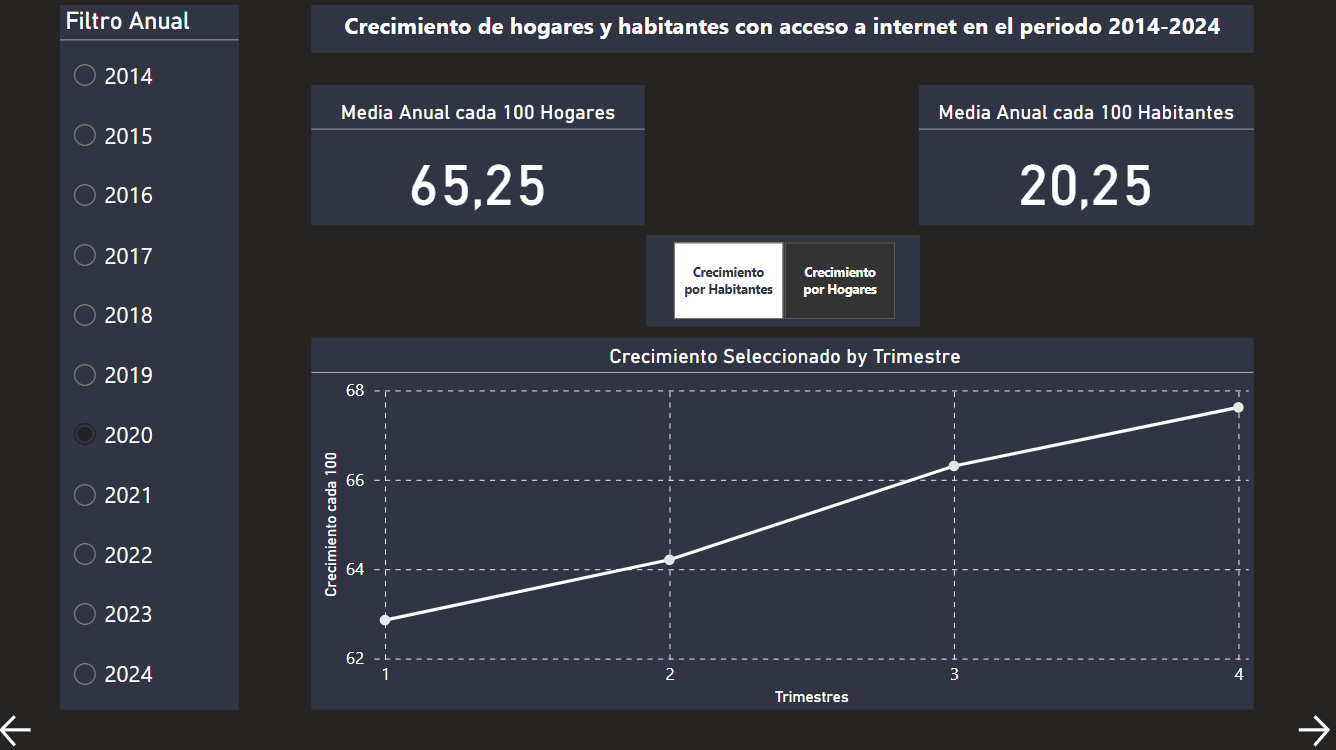 Filtro Anual
2014
2015
2016
2017
2018
2019
2020
2021
2022
2023
2024
Crecimiento de hogares y habitantes con acceso a internet en el periodo 2014-2024
Media Anual cada 100 Hogares
65,25
Media Anual cada 100 Habitantes
20,25
Crecimiento
por Habitantes
Crecimiento
por Hogares
Crecimiento Seleccionado by Trimestre
Crecimiento cada 100
68
66
64
62
1
2
3
4
Trimestres